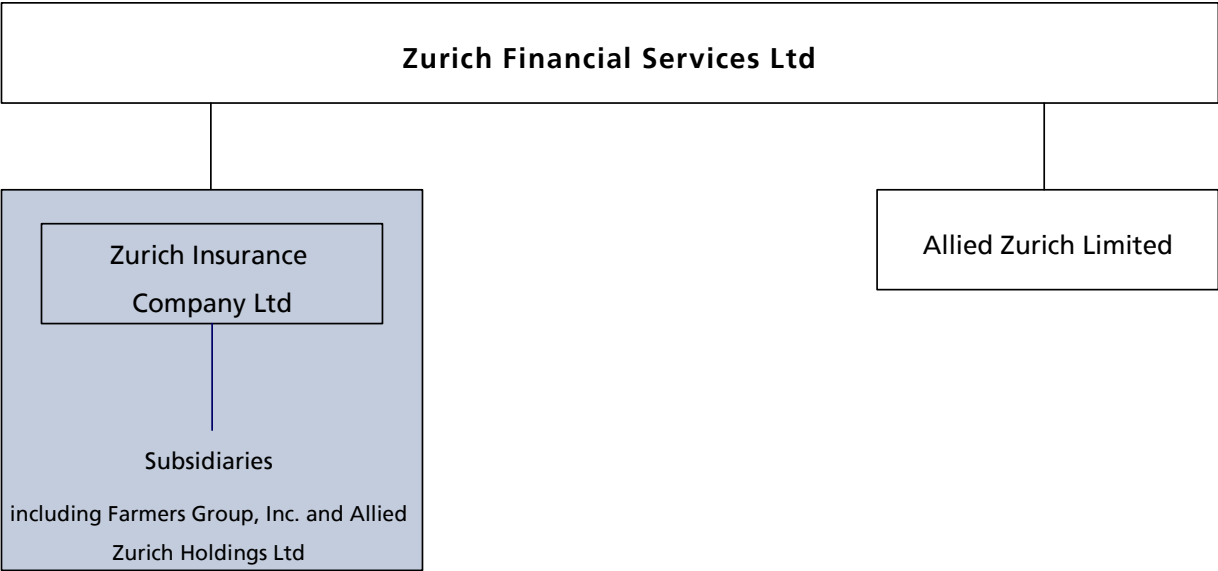 Zurich Financial Services Ltd
Zurich Insurance
Company Ltd
Allied Zurich Limited
Subsidiaries
including Farmers Group, Inc. and Allied
Zurich Holdings Ltd